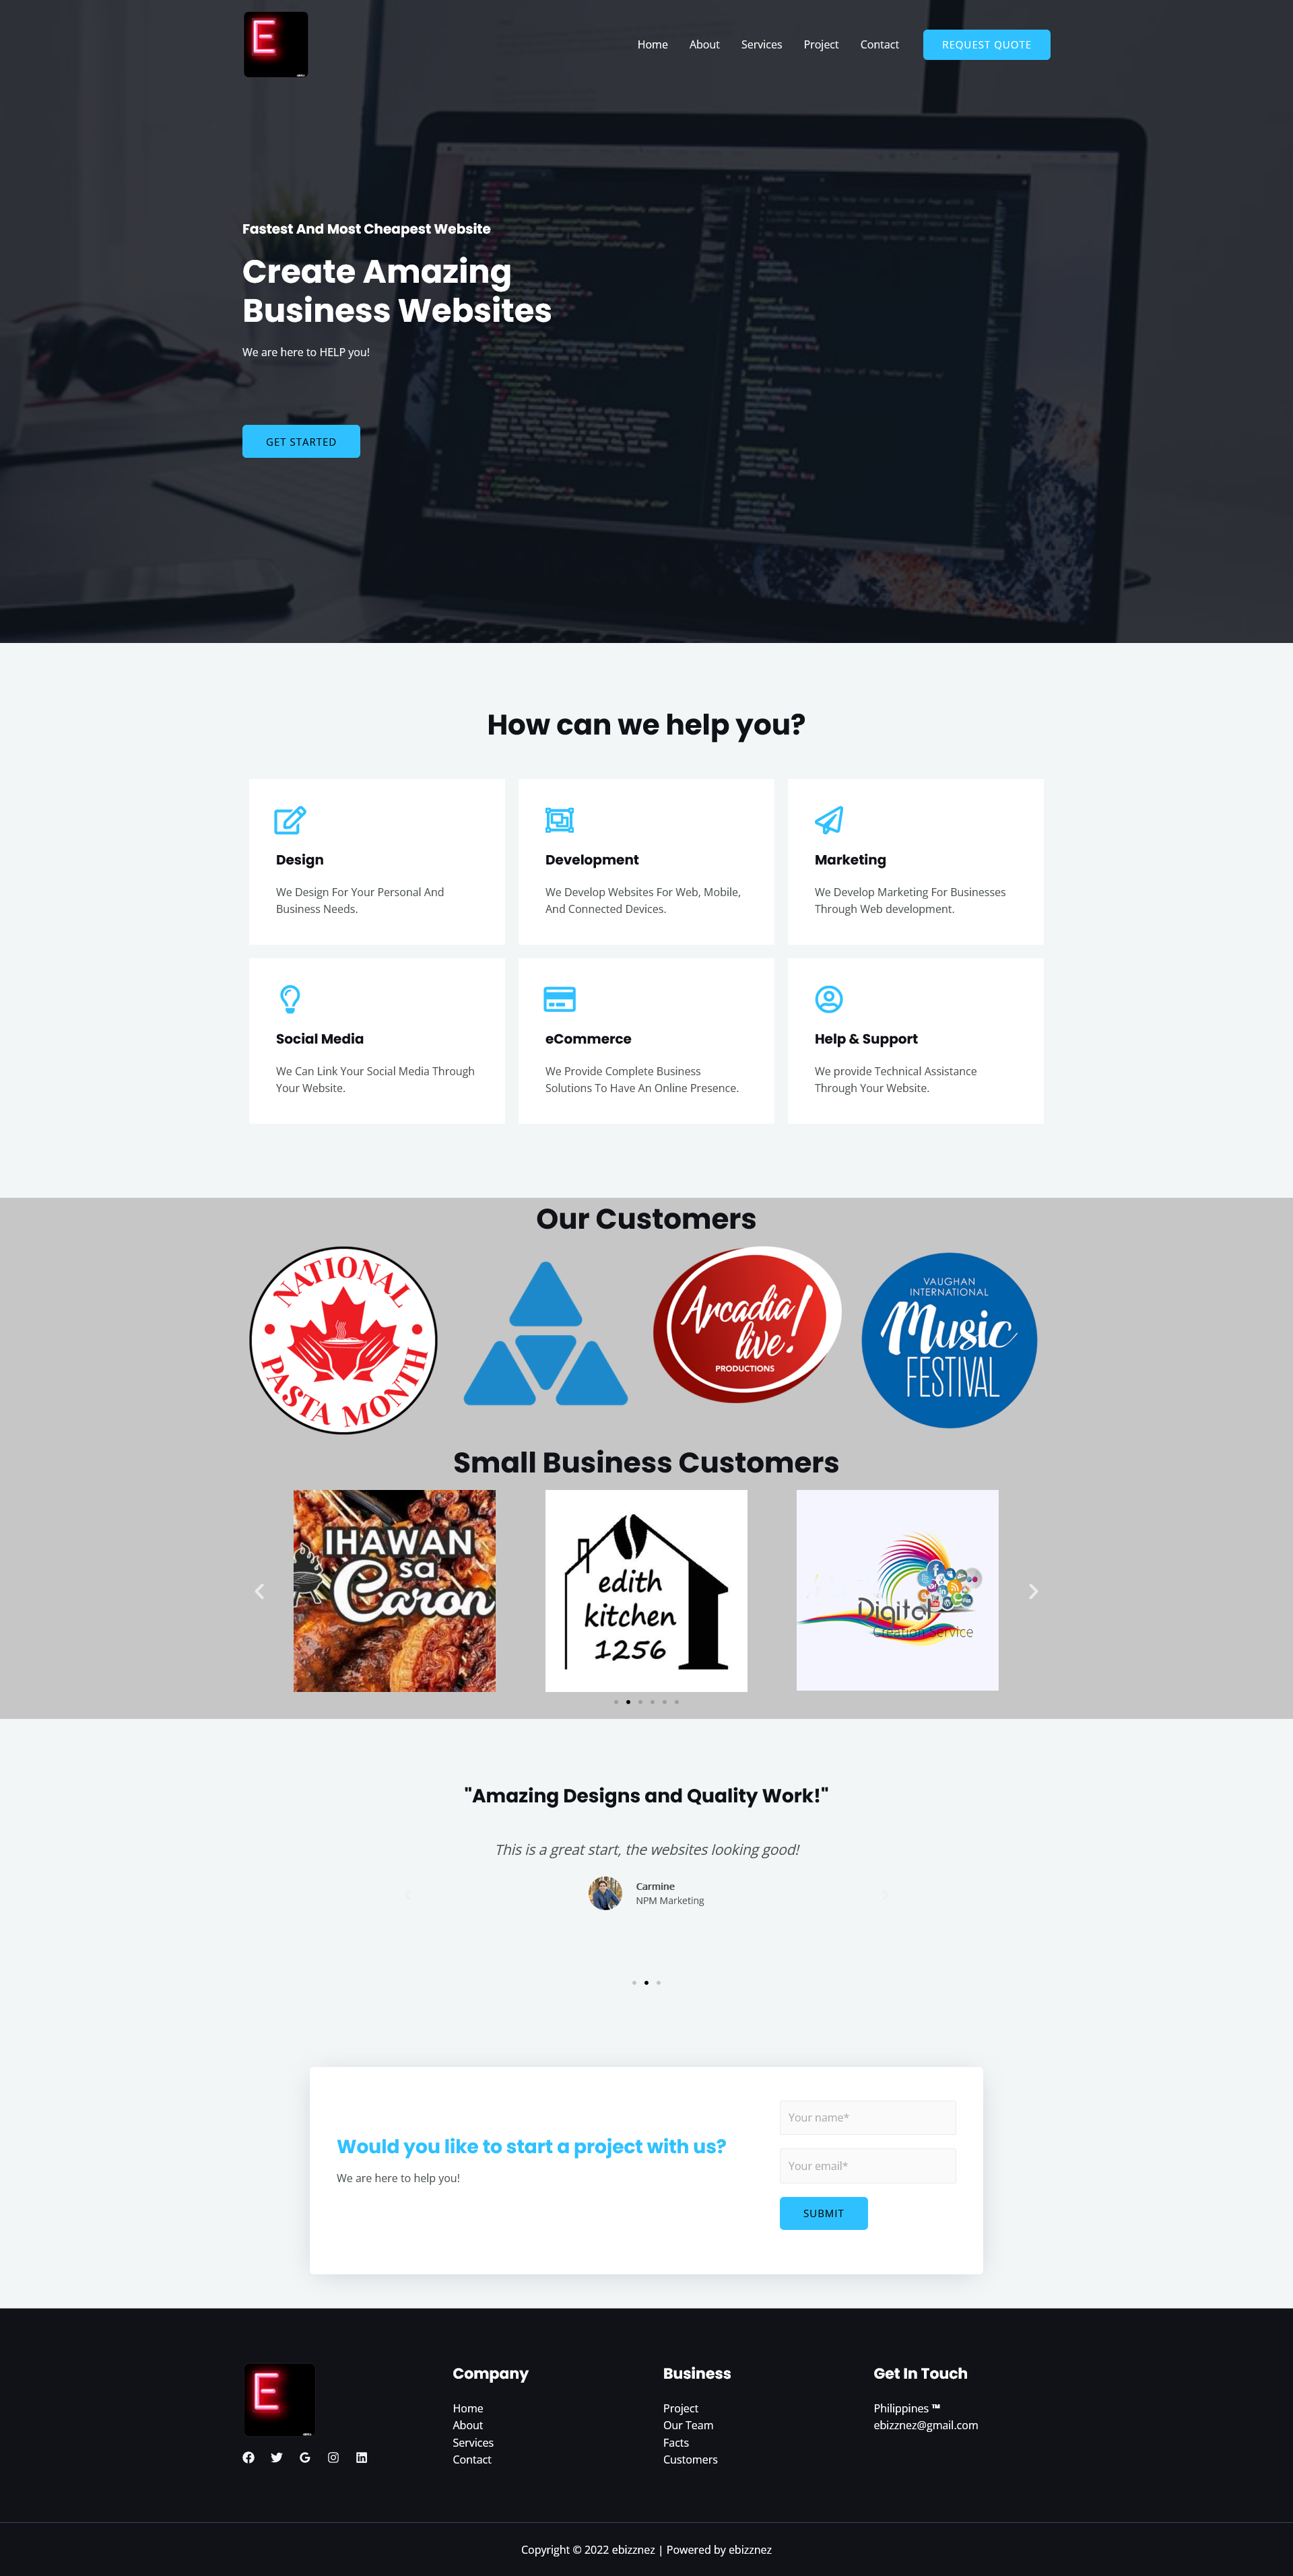 E
Home
About
Services
Project
Contact
REQUEST QUOTE
Fastest And Most Cheapest Website
Create Amazing
Business Websites
We are here to HELP you!
GET STARTED
How can we help you?
Design
We Design For Your Personal And
Business Needs.
Development
We Develop Websites For Web, Mobile,
And Connected Devices.
Marketing
We Develop Marketing For Businesses
Through Web development.
Social Media
We Can Link Your Social Media Through
Your Website.
eCommerce
We Provide Complete Business
Solutions To Have An Online Presence.
Help & Support
We provide Technical Assistance
Through Your Website.
Our Customers
NATIONAL
PASTA MONTH
Arcadia
live!
PRODUCTIONS
VAUGHAN
INTERNATIONAL
Music
FESTIVAL
Small Business Customers
IHAWAN
sa
Caron
edith
kitchen
1256
Digital
Creation Service
"Amazing Designs and Quality Work!"
This is a great start, the websites looking good!
Carmine
NPM Marketing
Would you like to start a project with us?
We are here to help you!
Your name*
Your email*
SUBMIT
E
Company
Home
About
Services
Contact
Business
Project
Our Team
Facts
Customers
Get In Touch
Philippines ™
ebizznez@gmail.com
Copyright © 2022 ebizznez | Powered by ebizznez